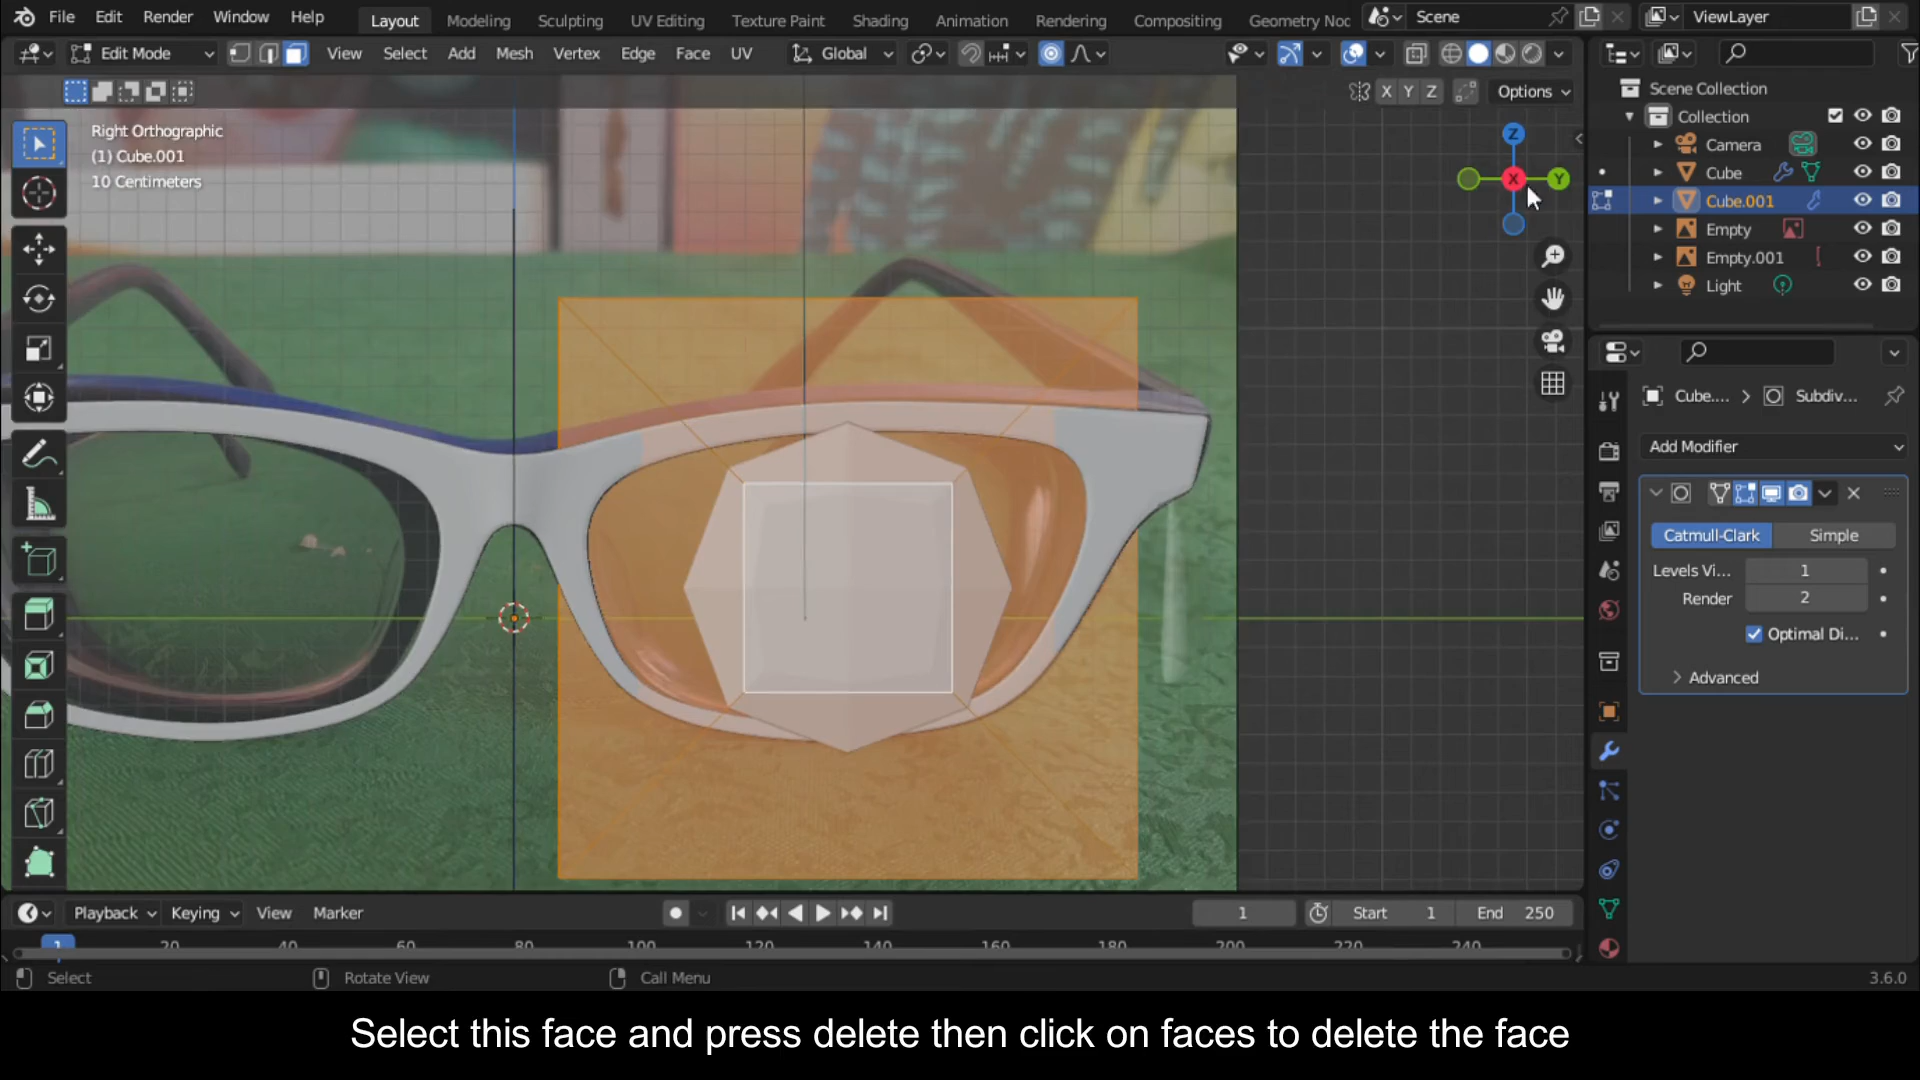 File Edit Render Window Help Layout Modeling Sculpting UV Editing Texture Paint Shading Animation Rendering Compositing Geometry Noc Scene ViewLayer
Edit Mode View Select Add Mesh Vertex Edge Face UV Global
X Y Z Options
Right Orthographic
(1) Cube.001
10 Centimeters
Z
X Y
Scene Collection
Collection
Camera
Cube
Cube.001
Empty
Empty.001
Light
Cube.... Subdiv...
Add Modifier
Catmull-Clark Simple
Levels Vi... 1
Render 2
Optimal Di...
Advanced
Playback Keying View Marker 1 Start 1 End 250
1 20 40 60 80 100 120 140 160 180 200 220 240
Select Rotate View Call Menu 3.6.0
Select this face and press delete then click on faces to delete the face